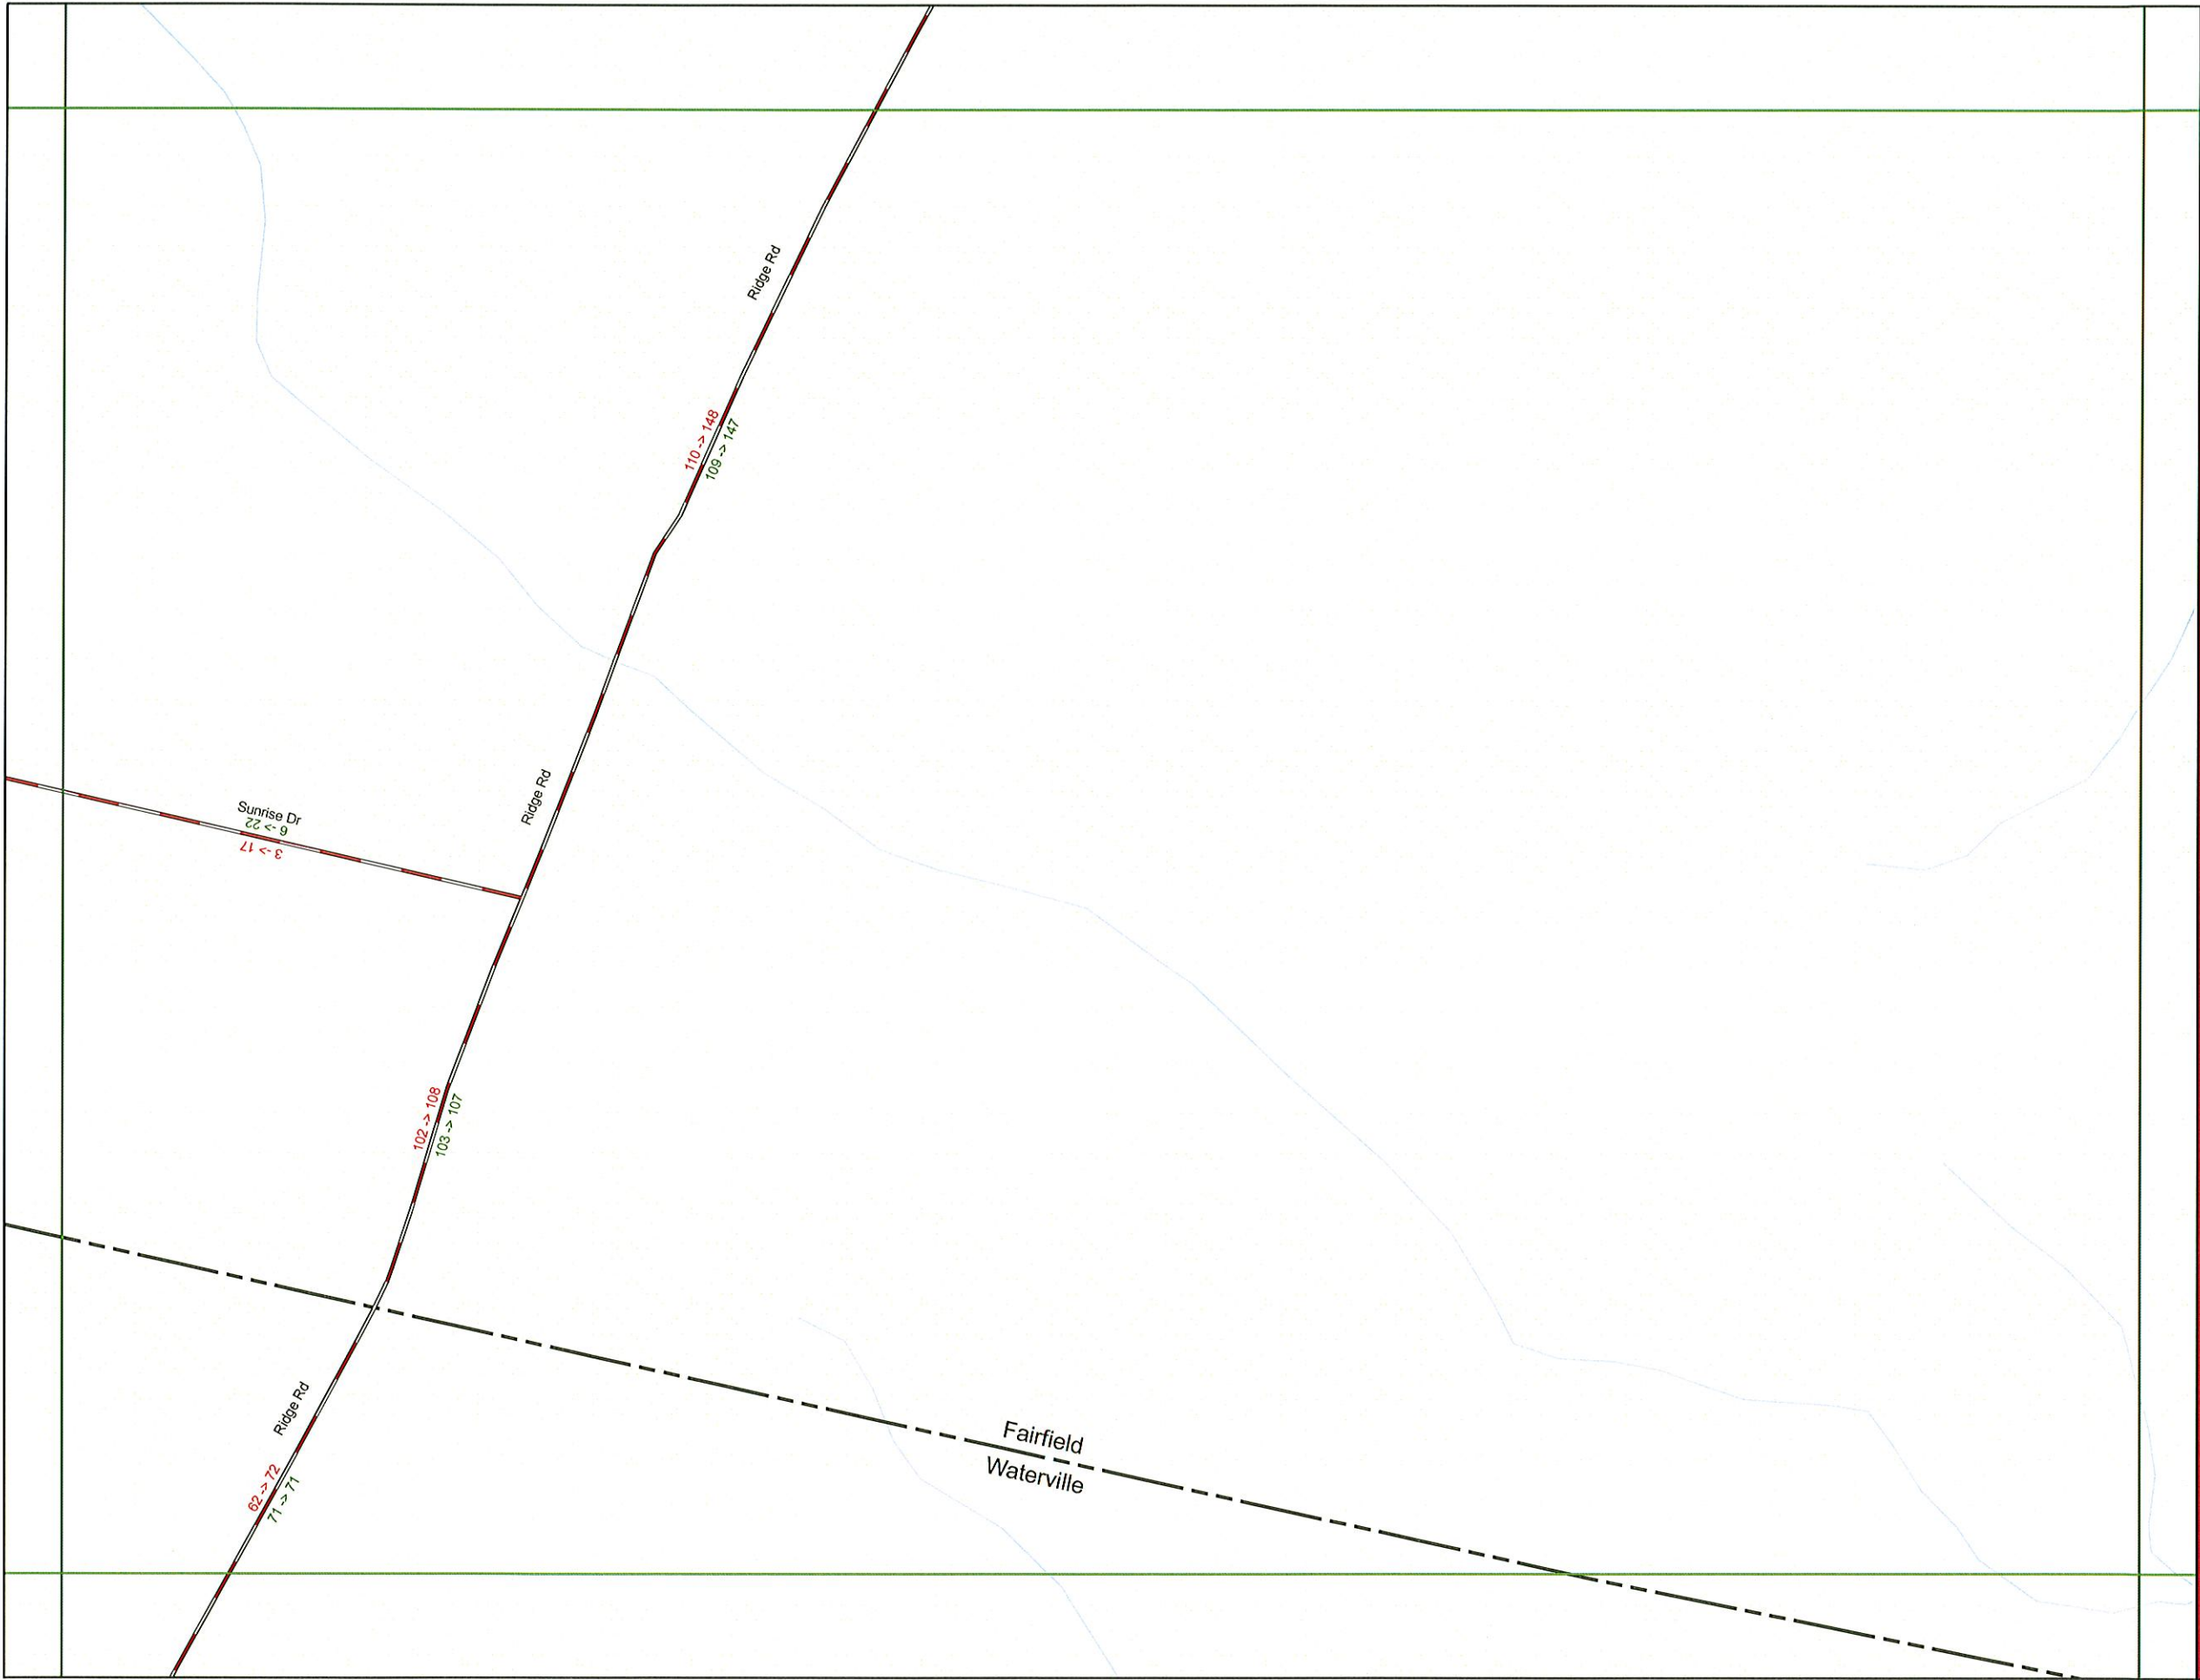 Ridge Rd
110 -> 148
109 -> 147
Ridge Rd
Sunrise Dr
6 -> 22
3 -> 17
102 -> 108
103 -> 107
Ridge Rd
Fairfield
Waterville
62 -> 72
71 -> 71